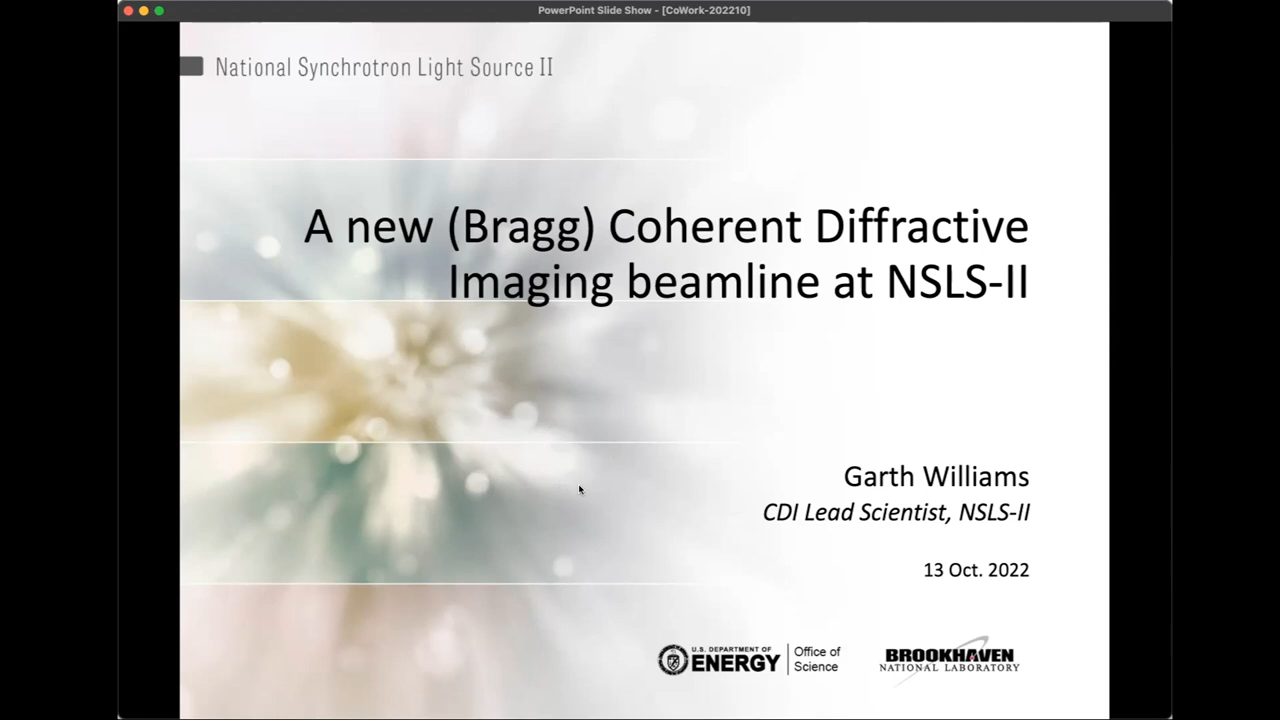 PowerPoint Slide Show - [CoWork-202210]
National Synchrotron Light Source II
A new (Bragg) Coherent Diffractive
Imaging beamline at NSLS-II
Garth Williams
CDI Lead Scientist, NSLS-II
13 Oct. 2022
U.S. DEPARTMENT OF
ENERGY
Office of
Science
BROOKHAVEN
NATIONAL LABORATORY